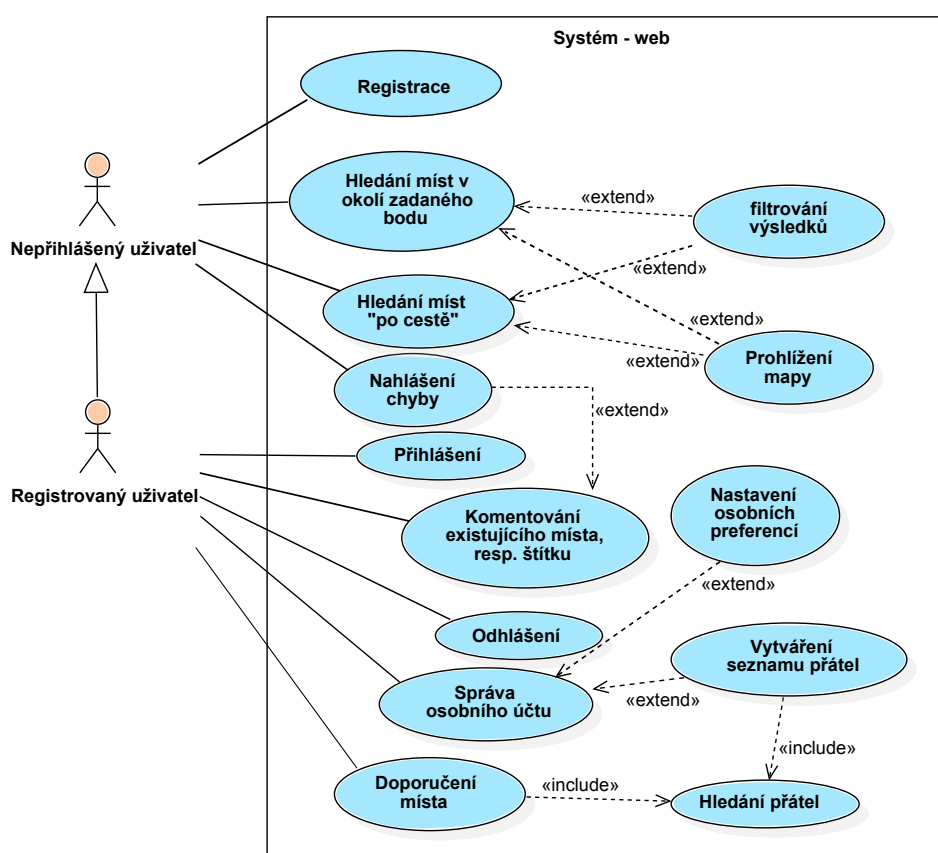 Systém - web
Registrace
Hledání míst v
okolí zadaného
bodu
«extend»
filtrování
výsledků
Nepřihlášený uživatel
«extend»
Hledání míst
"po cestě"
«extend»
«extend»
Prohlížení
mapy
Nahlášení
chyby
«extend»
Přihlášení
Registrovaný uživatel
Komentování
existujícího místa,
resp. štítku
Nastavení
osobních
preferencí
«extend»
Odhlášení
Vytváření
seznamu přátel
Správa
osobního účtu
«extend»
«include»
Doporučení
místa
«include»
Hledání přátel